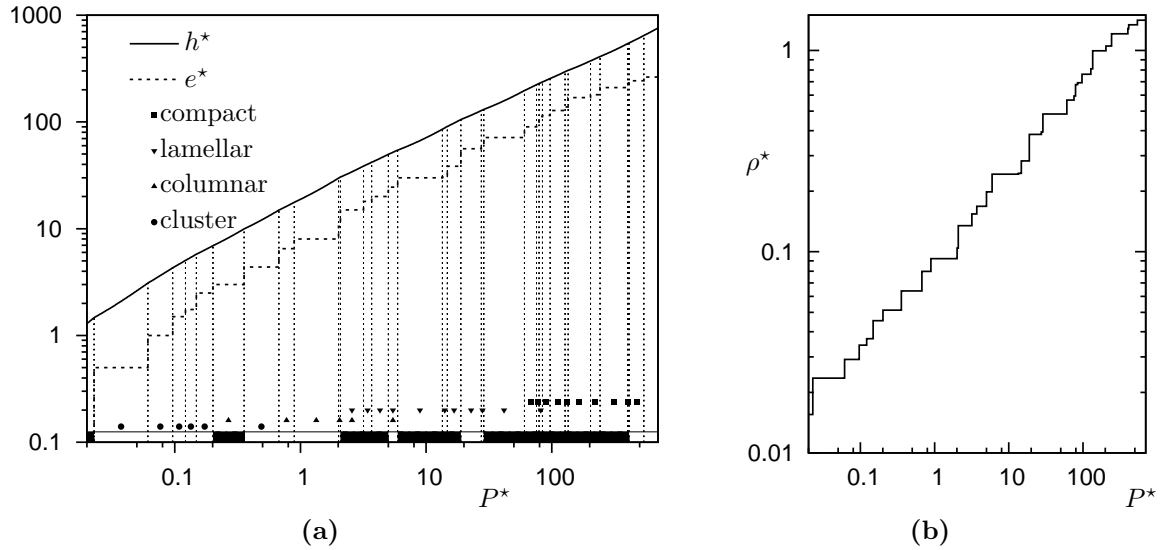 1000
100
10
1
0.1
h⋆
e⋆
compact
lamellar
columnar
cluster
0.1
1
10
100
P⋆
(a)
1
0.1
0.01
ρ⋆
0.1
1
10
100
P⋆
(b)